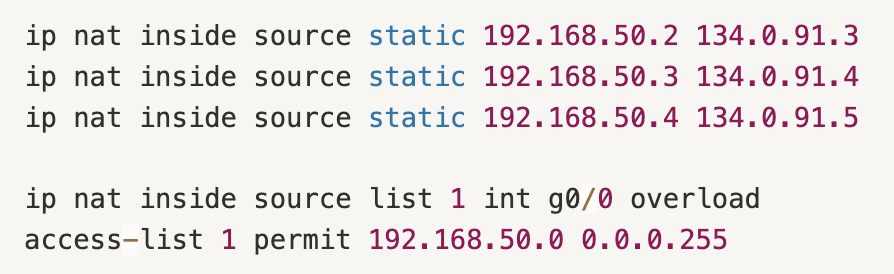 ip nat inside source static 192.168.50.2 134.0.91.3
ip nat inside source static 192.168.50.3 134.0.91.4
ip nat inside source static 192.168.50.4 134.0.91.5
ip nat inside source list 1 int g0/0 overload
access-list 1 permit 192.168.50.0 0.0.0.255